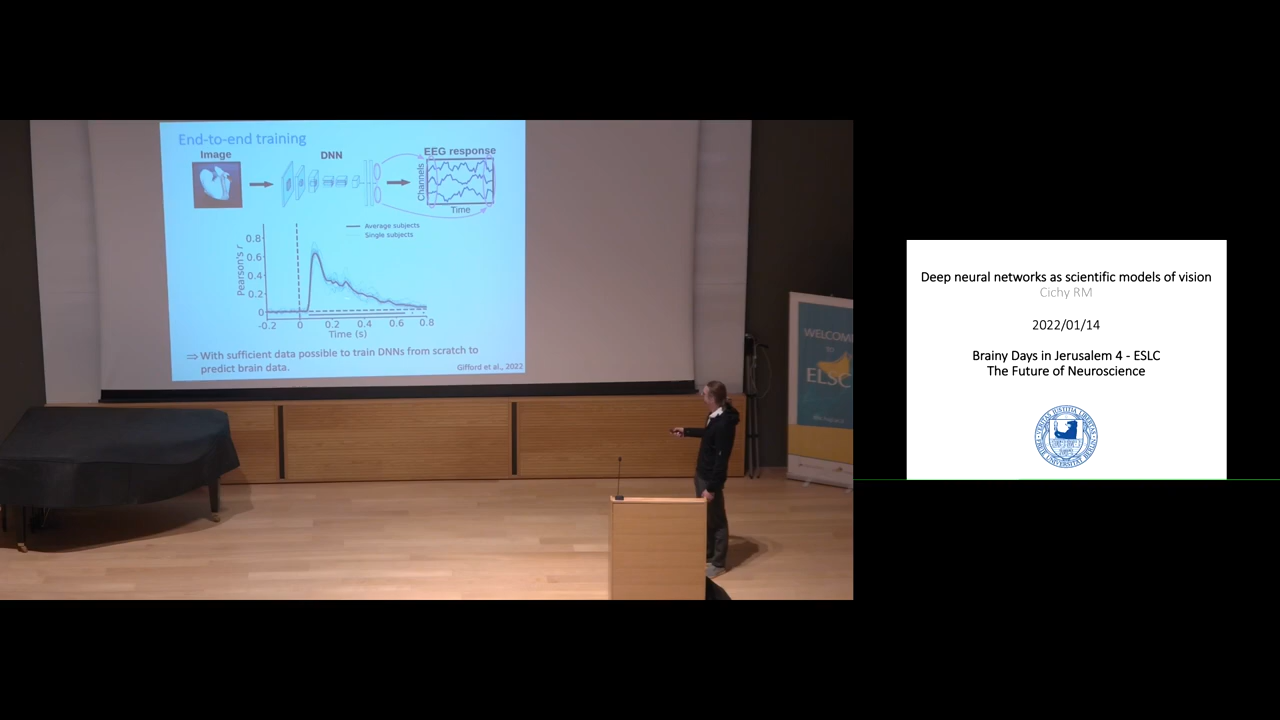 End-to-end training
Image
DNN
EEG response
Channels
Time
Average subjects
Single subjects
Pearson's r
0.8
0.6
0.4
0.2
0
-0.2
0
0.2
0.4
0.6
0.8
Time (s)
⇒ With sufficient data possible to train DNNs from scratch to
predict brain data.
Gifford et al., 2022
WELCOME
TO
ELSC
Deep neural networks as scientific models of vision
Cichy RM
2022/01/14
Brainy Days in Jerusalem 4 - ESLC
The Future of Neuroscience